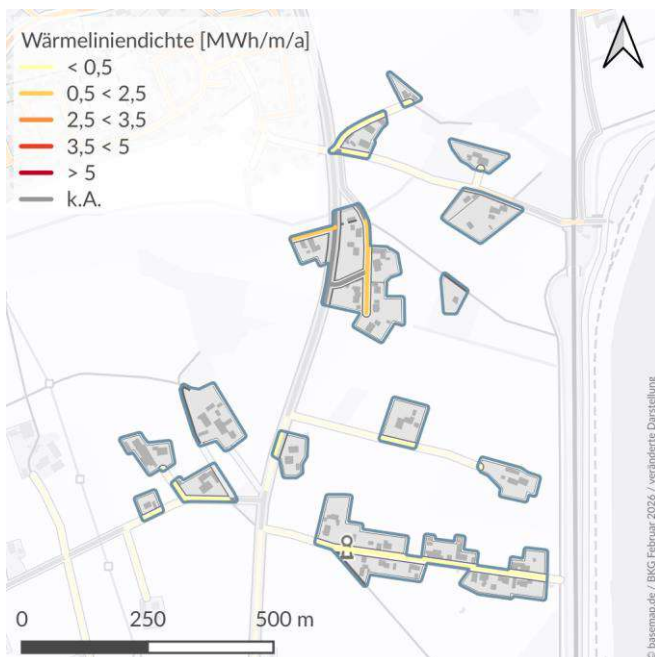 Wärmeliniendichte [MWh/m/a]
< 0,5
0,5 < 2,5
2,5 < 3,5
3,5 < 5
> 5
k.A.
0 250 500 m
© basemap.de / BKG Februar 2026 / veränderte Darstellung